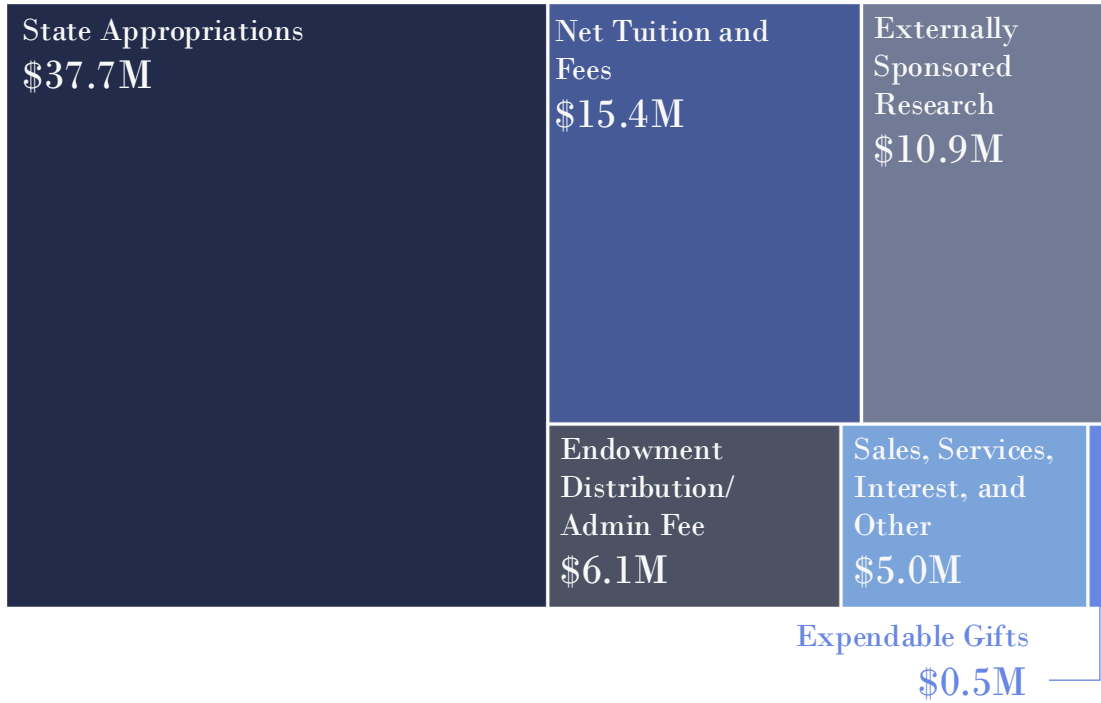 State Appropriations
$37.7M
Net Tuition and
Fees
$15.4M
Externally
Sponsored
Research
$10.9M
Endowment
Distribution/
Admin Fee
$6.1M
Sales, Services,
Interest, and
Other
$5.0M
Expendable Gifts
$0.5M